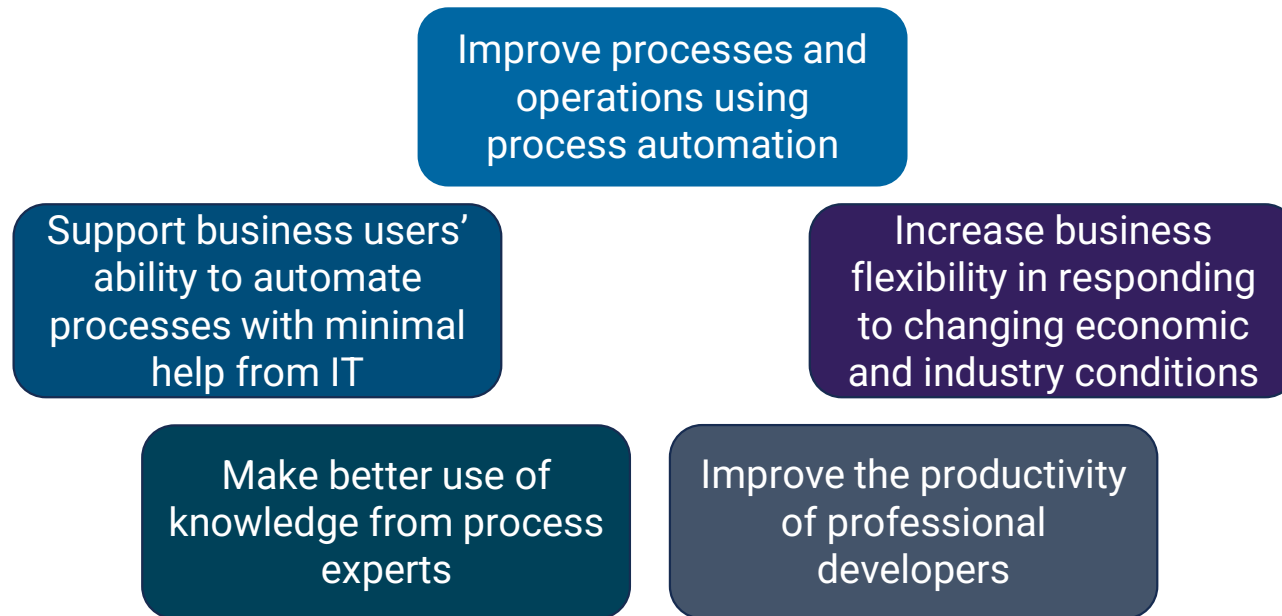 Improve processes and
operations using
process automation
Support business users’
ability to automate
processes with minimal
help from IT
Increase business
flexibility in responding
to changing economic
and industry conditions
Make better use of
knowledge from process
experts
Improve the productivity
of professional
developers